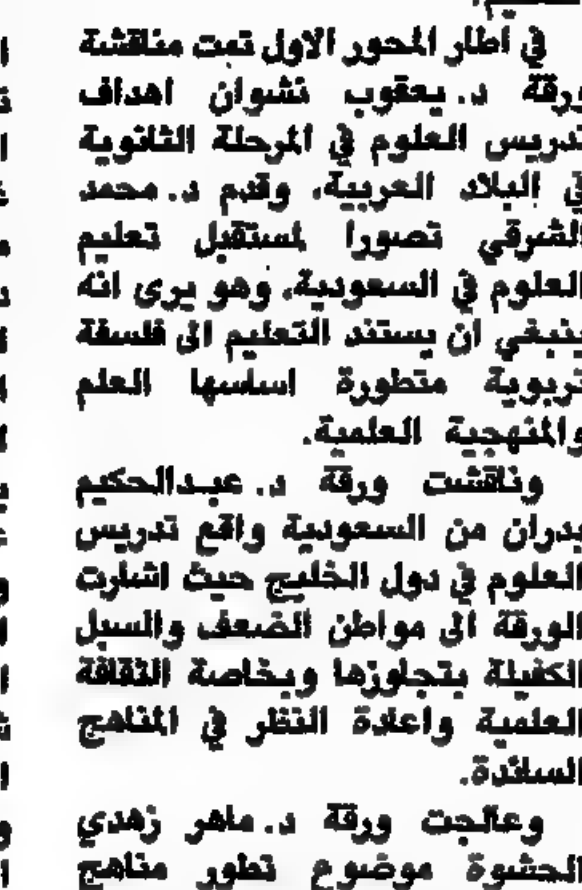 في اطار المحور الاول تمت مناقشة
ورقة د. يعقوب نشوان اهداف
تدريس العلوم في المرحلة الثانوية
في البلاد العربية، وقدم د. محمد
الشرقي تصورا لمستقبل تعليم
العلوم في السعودية، وهو يرى انه
ينبغي ان يستند التعليم الى فلسفة
تربوية متطورة اساسها العلم
والمنهجية العلمية.
وناقشت ورقة د. عبدالحكيم
بدران من السعودية واقع تدريس
العلوم في دول الخليج حيث اشارت
الورقة الى مواطن الضعف والسبل
الكفيلة بتجاوزها وبخاصة الثقافة
العلمية واعادة النظر في المناهج
السائدة.
وعالجت ورقة د. ماهر زهدي
الحشوة موضوع تطور مناهج